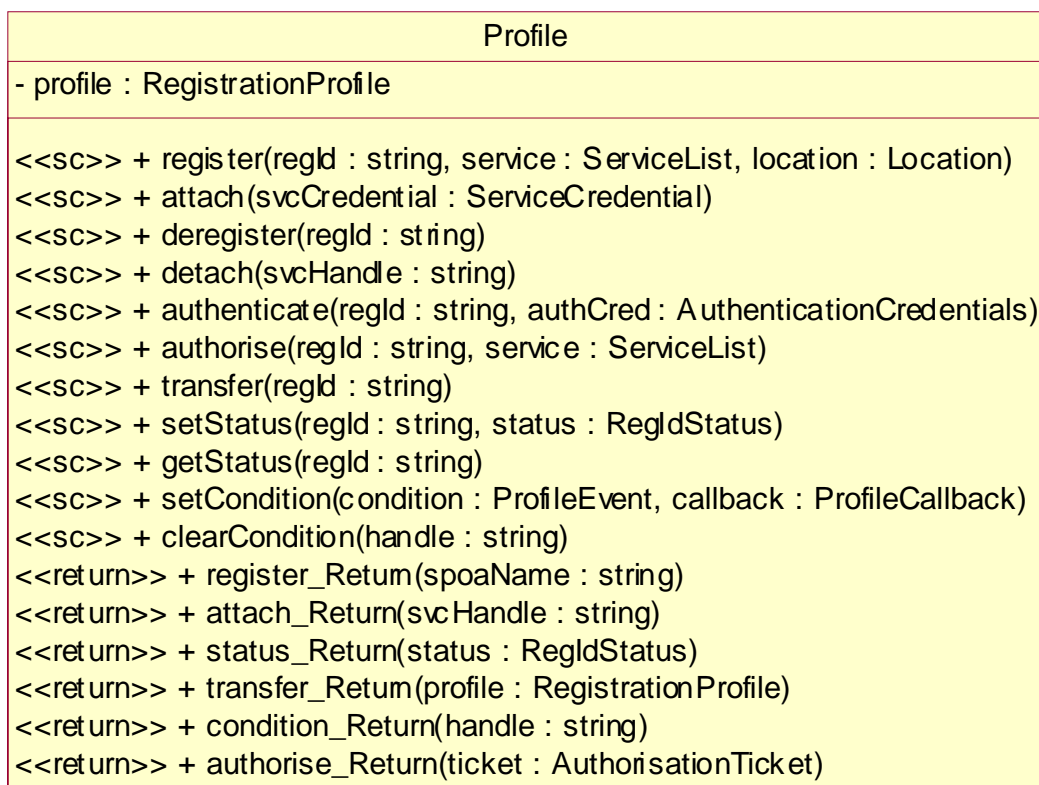 Profile
- profile : RegistrationProfile
<<sc>> + register(regId : string, service : ServiceList, location : Location)
<<sc>> + attach(svcCredential : ServiceCredential)
<<sc>> + deregister(regId : string)
<<sc>> + detach(svcHandle : string)
<<sc>> + authenticate(regId : string, authCred : AuthenticationCredentials)
<<sc>> + authorise(regId : string, service : ServiceList)
<<sc>> + transfer(regId : string)
<<sc>> + setStatus(regId : string, status : RegIdStatus)
<<sc>> + getStatus(regId : string)
<<sc>> + setCondition(condition : ProfileEvent, callback : ProfileCallback)
<<sc>> + clearCondition(handle : string)
<<return>> + register_Return(spoaName : string)
<<return>> + attach_Return(svcHandle : string)
<<return>> + status_Return(status : RegIdStatus)
<<return>> + transfer_Return(profile : RegistrationProfile)
<<return>> + condition_Return(handle : string)
<<return>> + authorise_Return(ticket : AuthorisationTicket)